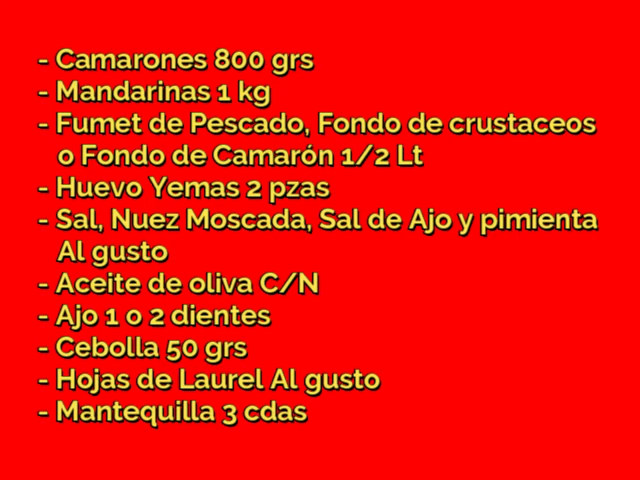 - Camarones 800 grs
- Mandarinas 1 kg
- Fumet de Pescado, Fondo de crustaceos
o Fondo de Camarón 1/2 Lt
- Huevo Yemas 2 pzas
- Sal, Nuez Moscada, Sal de Ajo y pimienta
Al gusto
- Aceite de oliva C/N
- Ajo 1 o 2 dientes
- Cebolla 50 grs
- Hojas de Laurel Al gusto
- Mantequilla 3 cdas